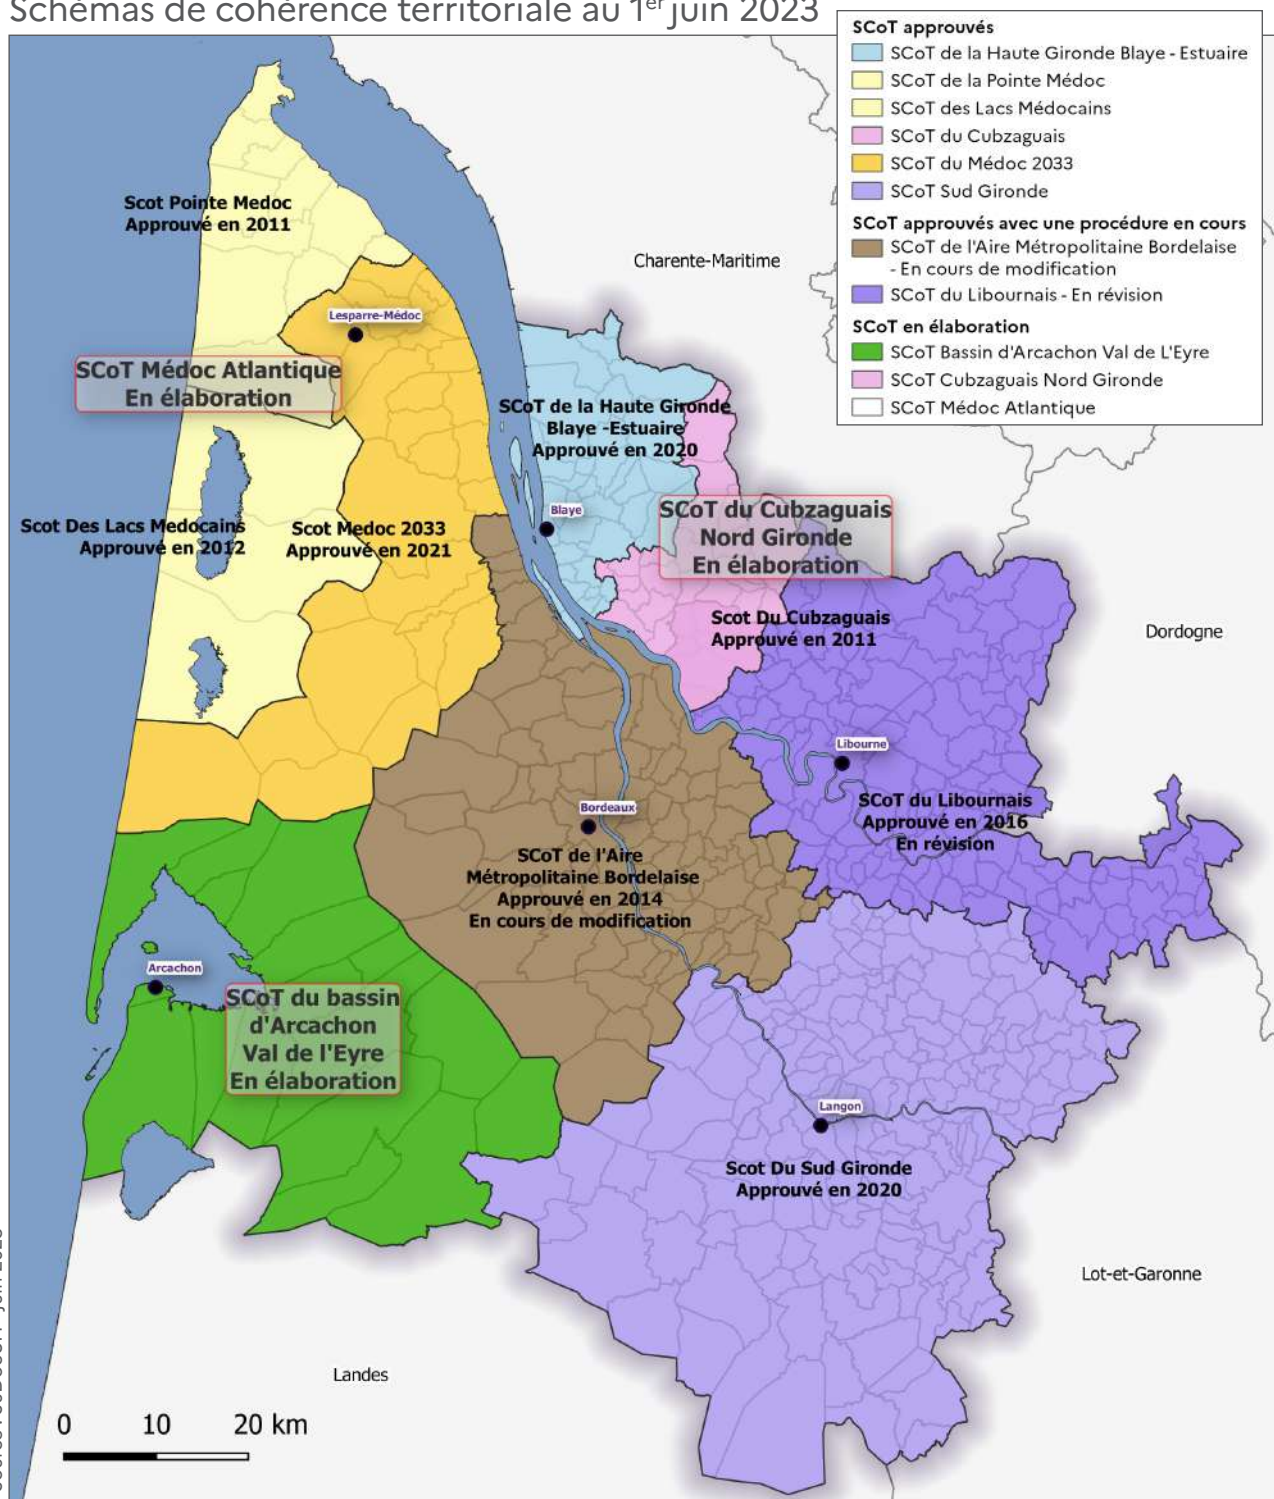 Schémas de cohérence territoriale au 1er juin 2023
SCoT approuvés
SCoT de la Haute Gironde Blaye - Estuaire
SCoT de la Pointe Médoc
SCoT des Lacs Médocains
SCoT du Cubzaguais
SCoT du Médoc 2033
SCoT Sud Gironde
SCoT approuvés avec une procédure en cours
SCoT de l'Aire Métropolitaine Bordelaise
- En cours de modification
SCoT du Libournais - En révision
SCoT en élaboration
SCoT Bassin d'Arcachon Val de L'Eyre
SCoT Cubzaguais Nord Gironde
SCoT Médoc Atlantique
Scot Pointe Medoc
Approuvé en 2011
Charente-Maritime
Lesparre-Médoc
SCoT Médoc Atlantique
En élaboration
SCoT de la Haute Gironde
Blaye -Estuaire
Approuvé en 2020
Blaye
SCoT du Cubzaguais
Nord Gironde
En élaboration
Scot Des Lacs Medocains
Approuvé en 2012
Scot Medoc 2033
Approuvé en 2021
Scot Du Cubzaguais
Approuvé en 2011
Dordogne
Libourne
SCoT du Libournais
Approuvé en 2016
En révision
Bordeaux
SCoT de l'Aire
Métropolitaine Bordelaise
Approuvé en 2014
En cours de modification
Arcachon
SCoT du bassin
d'Arcachon
Val de l'Eyre
En élaboration
Langon
Scot Du Sud Gironde
Approuvé en 2020
Lot-et-Garonne
Landes
0 10 20 km